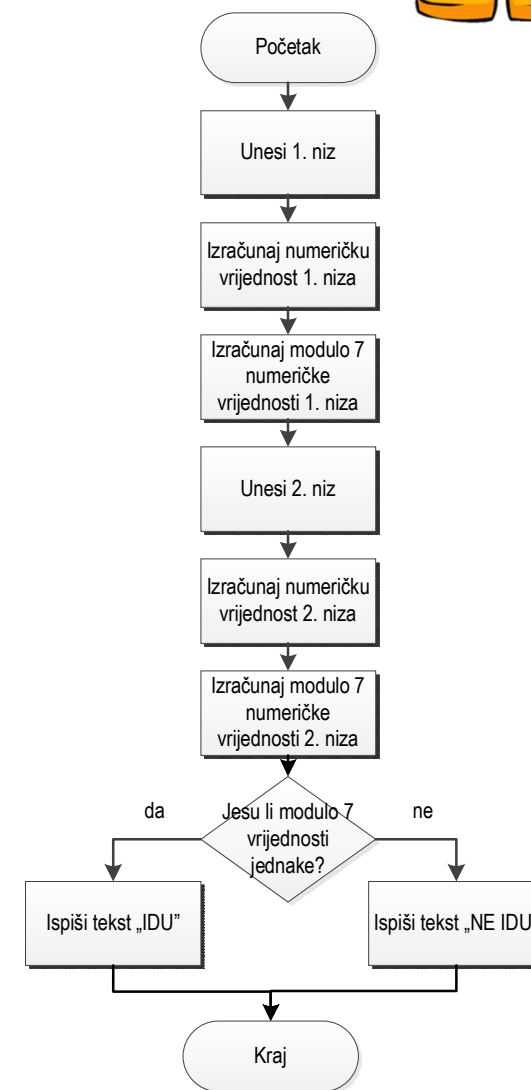 Početak
Unesi 1. niz
Izračunaj numeričku
vrijednost 1. niza
Izračunaj modulo 7
numeričke
vrijednosti 1. niza
Unesi 2. niz
Izračunaj numeričku
vrijednost 2. niza
Izračunaj modulo 7
numeričke
vrijednosti 2. niza
da
Jesu li modulo 7
vrijednosti
jednake?
ne
Ispiši tekst „IDU”
Ispiši tekst „NE IDU
Kraj